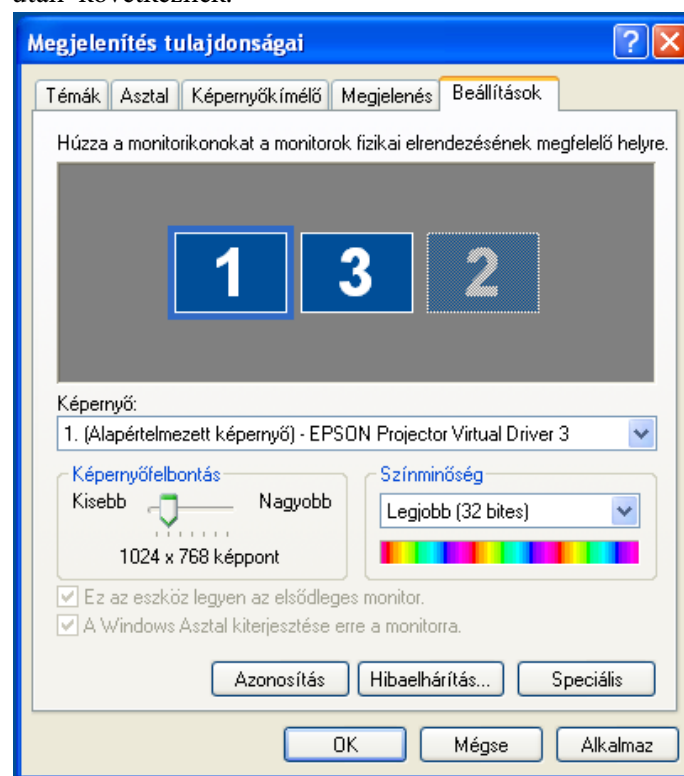 után következnek.
Megjelenítés tulajdonságai
Témák Asztal Képernyőkímélő Megjelenés Beállítások
Húzza a monitorikonokat a monitorok fizikai elrendezésének megfelelő helyre.
1 3 2
Képernyő:
1. (Alapértelmezett képernyő) - EPSON Projector Virtual Driver 3
Képernyőfelbontás
Kisebb Nagyobb
1024 x 768 képpont
Színminőség
Legjobb (32 bites)
Ez az eszköz legyen az elsődleges monitor.
A Windows Asztal kiterjesztése erre a monitorra.
Azonosítás Hibaelhárítás... Speciális
OK Mégse Alkalmaz